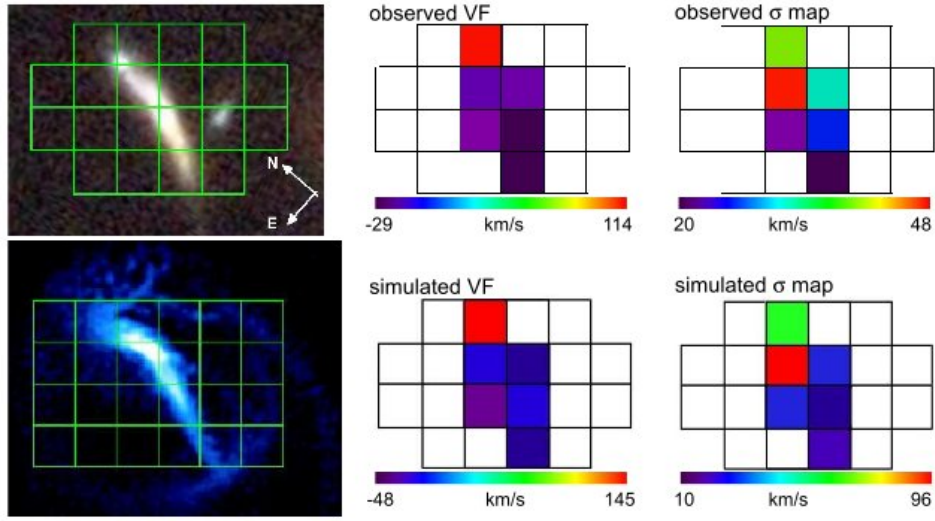 observed VF
observed σ map
N
E
-29 km/s 114
20 km/s 48
simulated VF
simulated σ map
-48 km/s 145
10 km/s 96